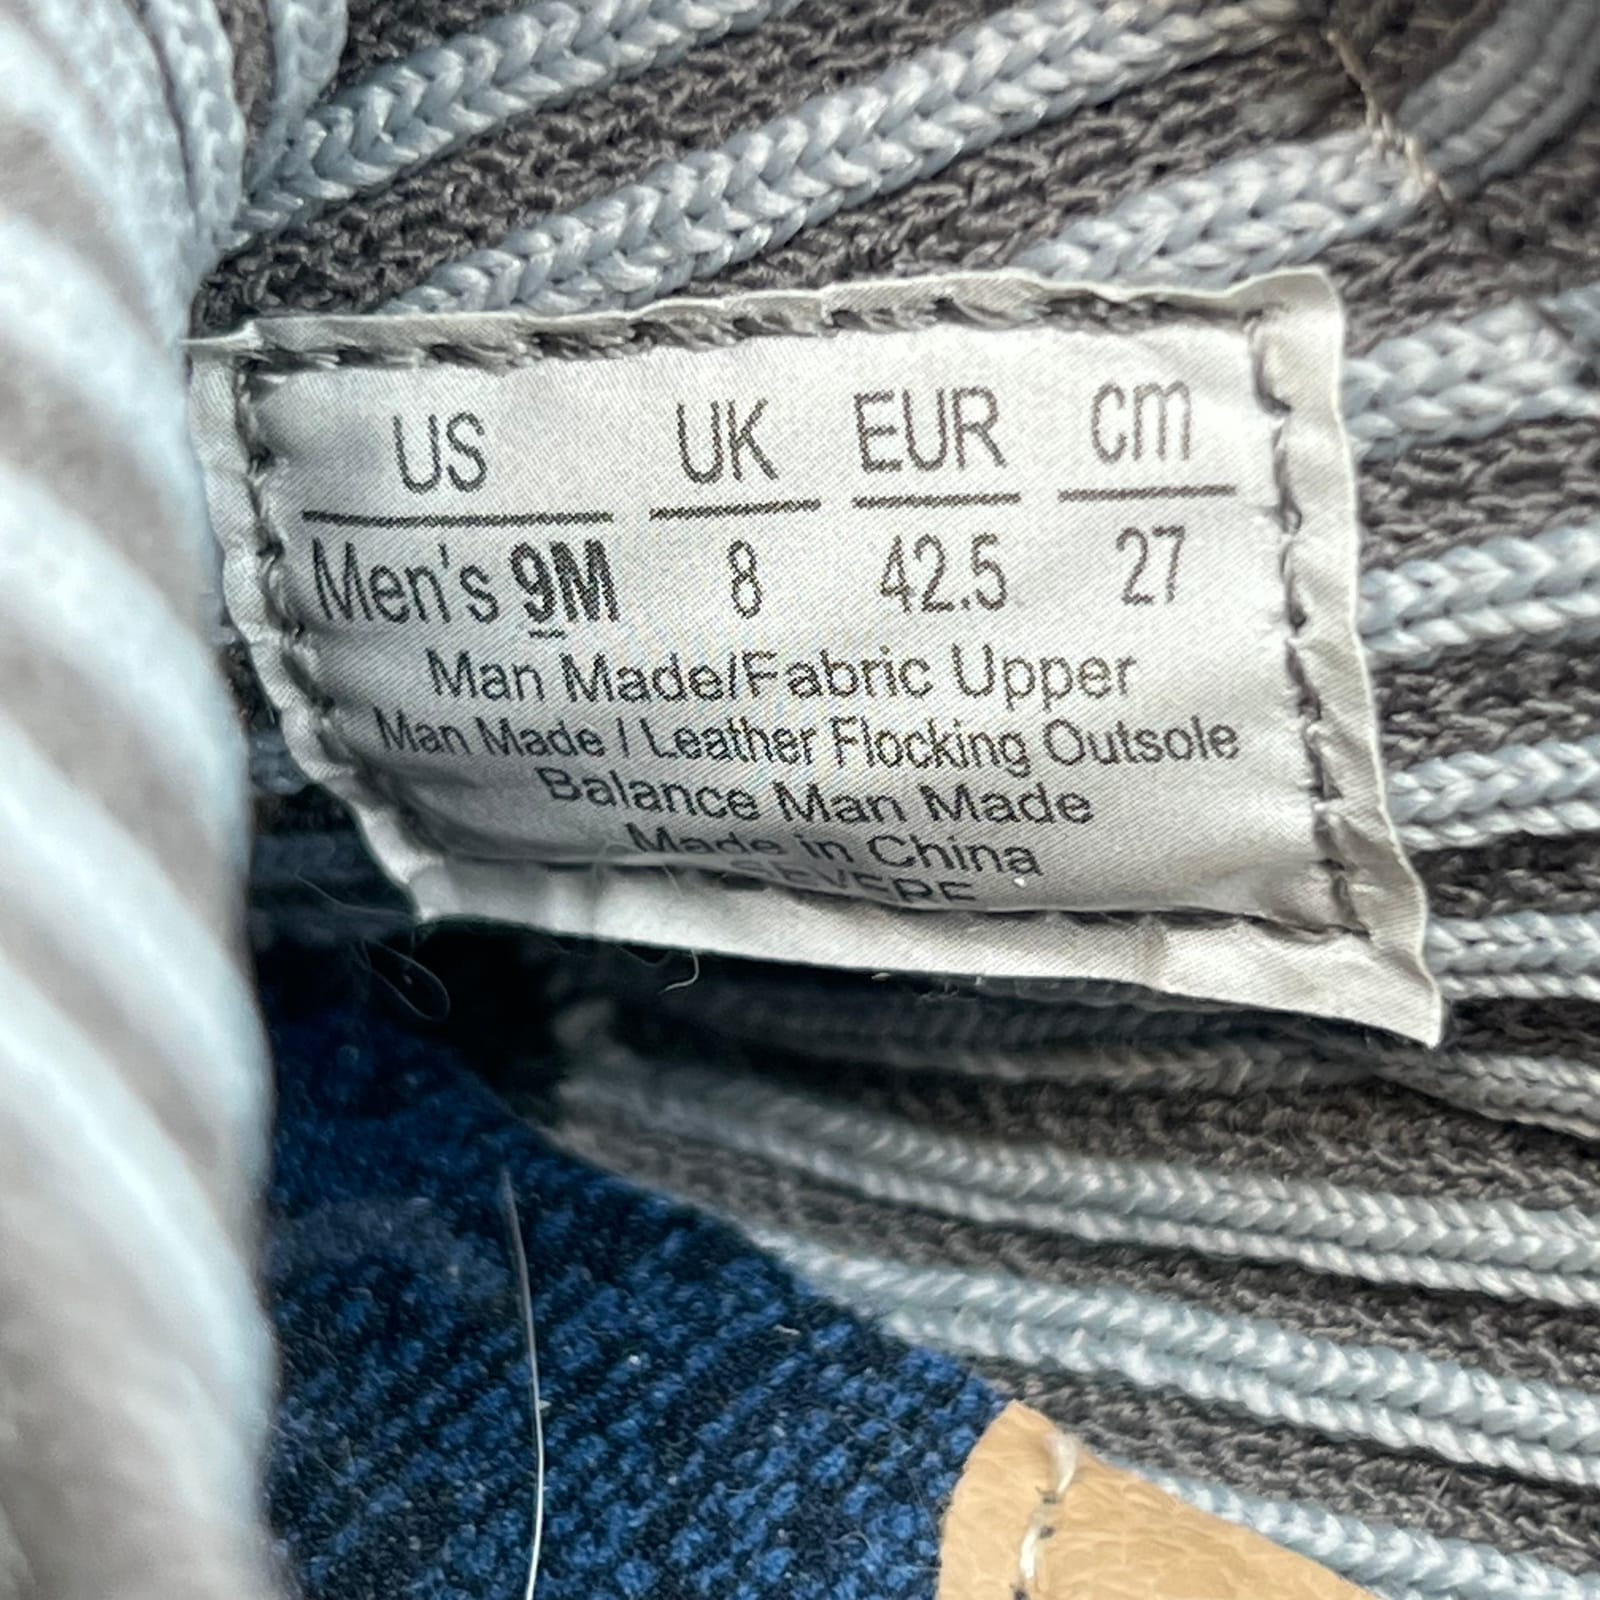 US UK EUR cm
Men's 9M 8 42.5 27
Man Made/Fabric Upper
Man Made / Leather Flocking Outsole
Balance Man Made
Made in China
SEVERE